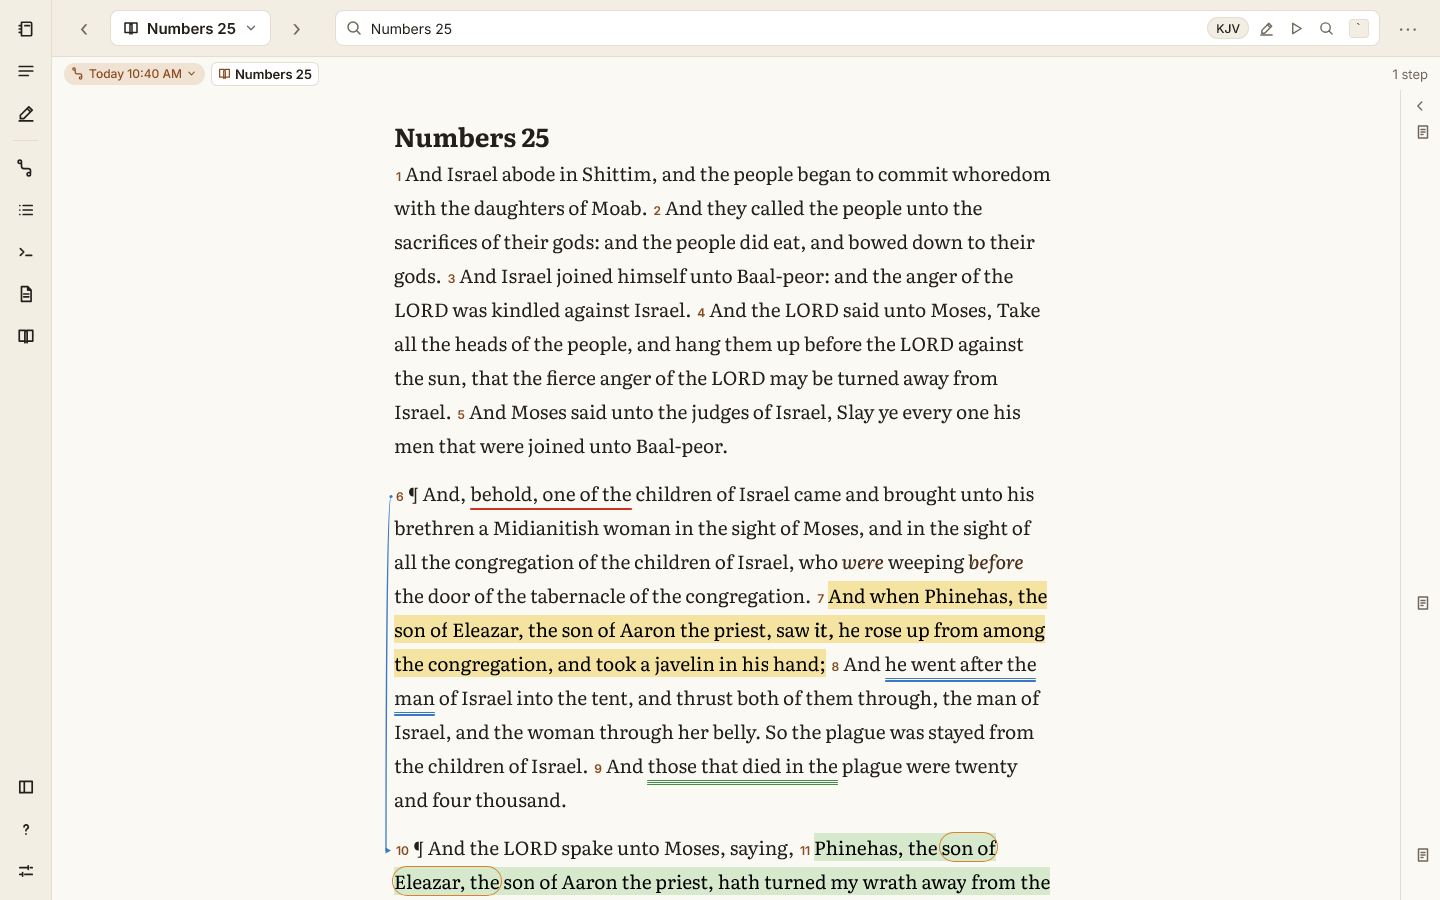 Numbers 25
Numbers 25
KJV
`
Today 10:40 AM
Numbers 25
1 step
Numbers 25
1 And Israel abode in Shittim, and the people began to commit whoredom
with the daughters of Moab. 2 And they called the people unto the
sacrifices of their gods: and the people did eat, and bowed down to their
gods. 3 And Israel joined himself unto Baal-peor: and the anger of the
LORD was kindled against Israel. 4 And the LORD said unto Moses, Take
all the heads of the people, and hang them up before the LORD against
the sun, that the fierce anger of the LORD may be turned away from
Israel. 5 And Moses said unto the judges of Israel, Slay ye every one his
men that were joined unto Baal-peor.
6 ¶ And, behold, one of the children of Israel came and brought unto his
brethren a Midianitish woman in the sight of Moses, and in the sight of
all the congregation of the children of Israel, who were weeping before
the door of the tabernacle of the congregation. 7 And when Phinehas, the
son of Eleazar, the son of Aaron the priest, saw it, he rose up from among
the congregation, and took a javelin in his hand; 8 And he went after the
man of Israel into the tent, and thrust both of them through, the man of
Israel, and the woman through her belly. So the plague was stayed from
the children of Israel. 9 And those that died in the plague were twenty
and four thousand.
10 ¶ And the LORD spake unto Moses, saying, 11 Phinehas, the son of
Eleazar, the son of Aaron the priest, hath turned my wrath away from the